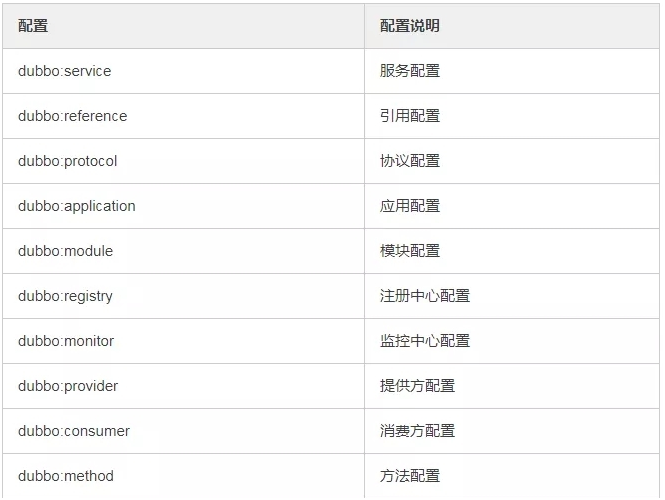 配置 配置说明
dubbo:service 服务配置
dubbo:reference 引用配置
dubbo:protocol 协议配置
dubbo:application 应用配置
dubbo:module 模块配置
dubbo:registry 注册中心配置
dubbo:monitor 监控中心配置
dubbo:provider 提供方配置
dubbo:consumer 消费方配置
dubbo:method 方法配置